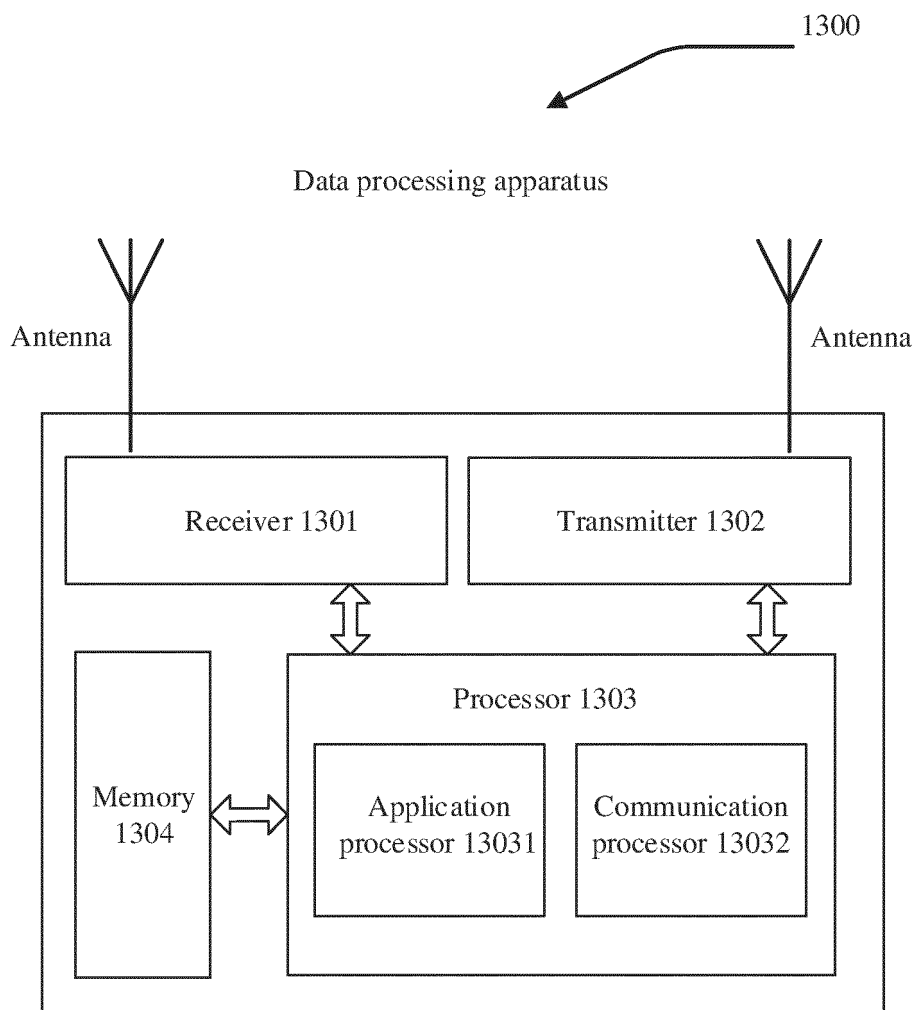 1300
Data processing apparatus
Antenna
Antenna
Receiver 1301
Transmitter 1302
Processor 1303
Memory
1304
Application
processor 13031
Communication
processor 13032